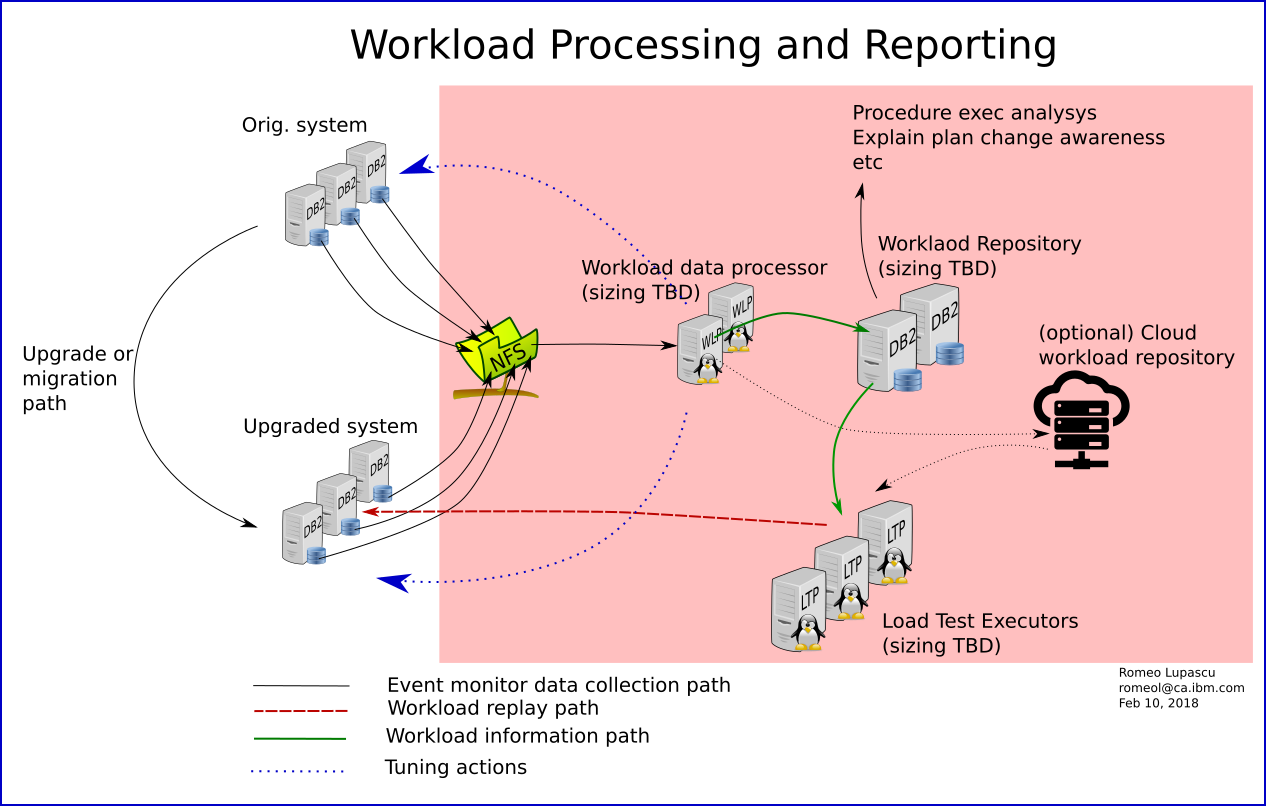 Workload Processing and Reporting
Procedure exec analysys
Explain plan change awareness
etc
Orig. system
DB2
DB2
DB2
Worklaod Repository
(sizing TBD)
Workload data processor
(sizing TBD)
WLP
WLP
DB2
DB2
(optional) Cloud
workload repository
Upgrade or
migration
path
NFS
Upgraded system
DB2
DB2
DB2
LTP
LTP
LTP
Load Test Executors
(sizing TBD)
Romeo Lupascu
romeol@ca.ibm.com
Feb 10, 2018
Event monitor data collection path
Workload replay path
Workload information path
Tuning actions